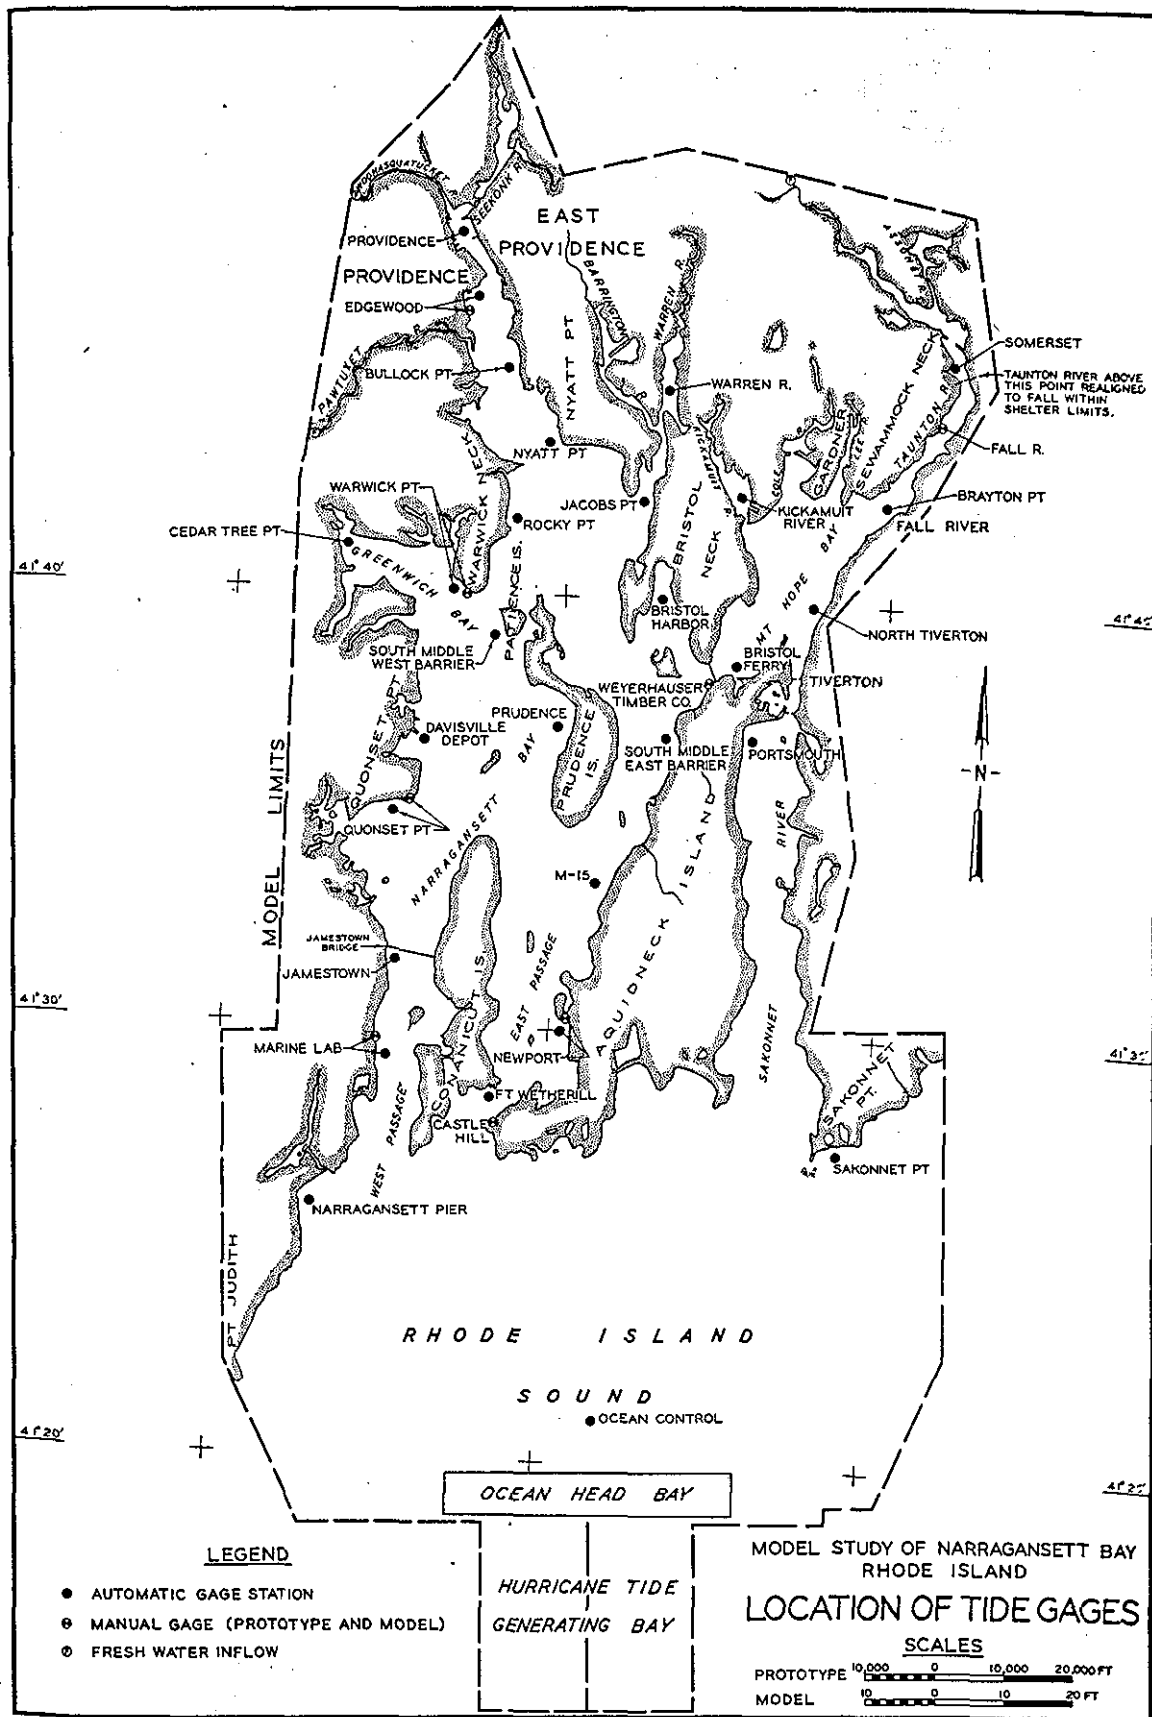 WOONASQUATUCKET
SEEKONK R.
EAST
PROVIDENCE
PROVIDENCE
PROVIDENCE
EDGEWOOD
BARRINGTON
R.
WARREN R.
ASSONET R.
PAWTUXET R.
BULLOCK PT
NYATT PT
WARREN R.
SOMERSET
TAUNTON RIVER ABOVE
THIS POINT REALIGNED
TO FALL WITHIN
SHELTER LIMITS.
SEWAMMOCK NECK
TAUNTON R.
GARDNER
LEE R.
COLE R.
FALL R.
NYATT PT
KICKAMUIT R.
WARWICK NECK
WARWICK PT
JACOBS PT
KICKAMUIT
RIVER
BRAYTON PT
FALL RIVER
CEDAR TREE PT
ROCKY PT
BRISTOL
NECK
GREENWICH BAY
PATIENCE IS.
41°40'
MT HOPE BAY
BRISTOL
HARBOR
NORTH TIVERTON
SOUTH MIDDLE
WEST BARRIER
BRISTOL
FERRY
TIVERTON
WEYERHAUSER
TIMBER CO.
QUONSET PT
DAVISVILLE
DEPOT
PRUDENCE
PRUDENCE IS.
SOUTH MIDDLE
EAST BARRIER
PORTSMOUTH
MODEL LIMITS
-N-
QUONSET PT
NARRAGANSETT BAY
M-15
AQUIDNECK ISLAND
SAKONNET RIVER
JAMESTOWN
BRIDGE
JAMESTOWN
CONANICUT IS.
EAST PASSAGE
41°30'
MARINE LAB
NEWPORT
FT WETHERILL
CASTLE
HILL
WEST PASSAGE
SAKONNET
PT.
SAKONNET PT
NARRAGANSETT PIER
PT JUDITH
RHODE ISLAND
SOUND
OCEAN CONTROL
41°20'
OCEAN HEAD BAY
HURRICANE TIDE
GENERATING BAY
LEGEND
AUTOMATIC GAGE STATION
MANUAL GAGE (PROTOTYPE AND MODEL)
FRESH WATER INFLOW
MODEL STUDY OF NARRAGANSETT BAY
RHODE ISLAND
LOCATION OF TIDE GAGES
SCALES
PROTOTYPE 10,000 0 10,000 20,000 FT
MODEL 10 0 10 20 FT